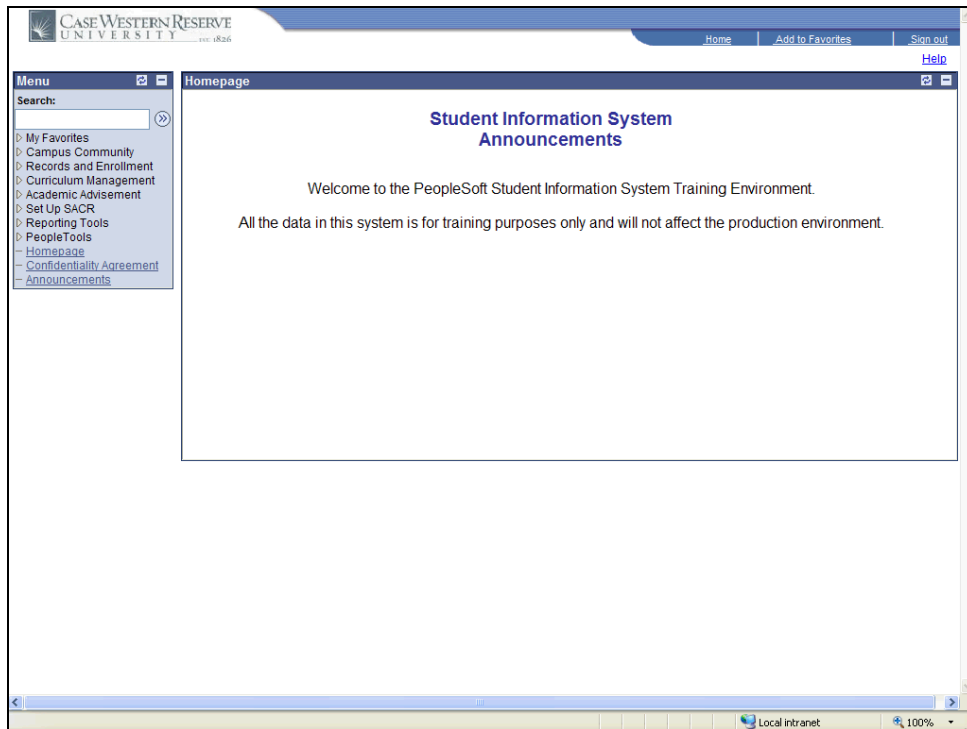 CASE WESTERN RESERVE
UNIVERSITY EST. 1826
Home Add to Favorites Sign out
Help
Menu
Search:
My Favorites
Campus Community
Records and Enrollment
Curriculum Management
Academic Advisement
Set Up SACR
Reporting Tools
PeopleTools
Homepage
Confidentiality Agreement
Announcements
Homepage
Student Information System
Announcements
Welcome to the PeopleSoft Student Information System Training Environment.
All the data in this system is for training purposes only and will not affect the production environment.
Local intranet 100%